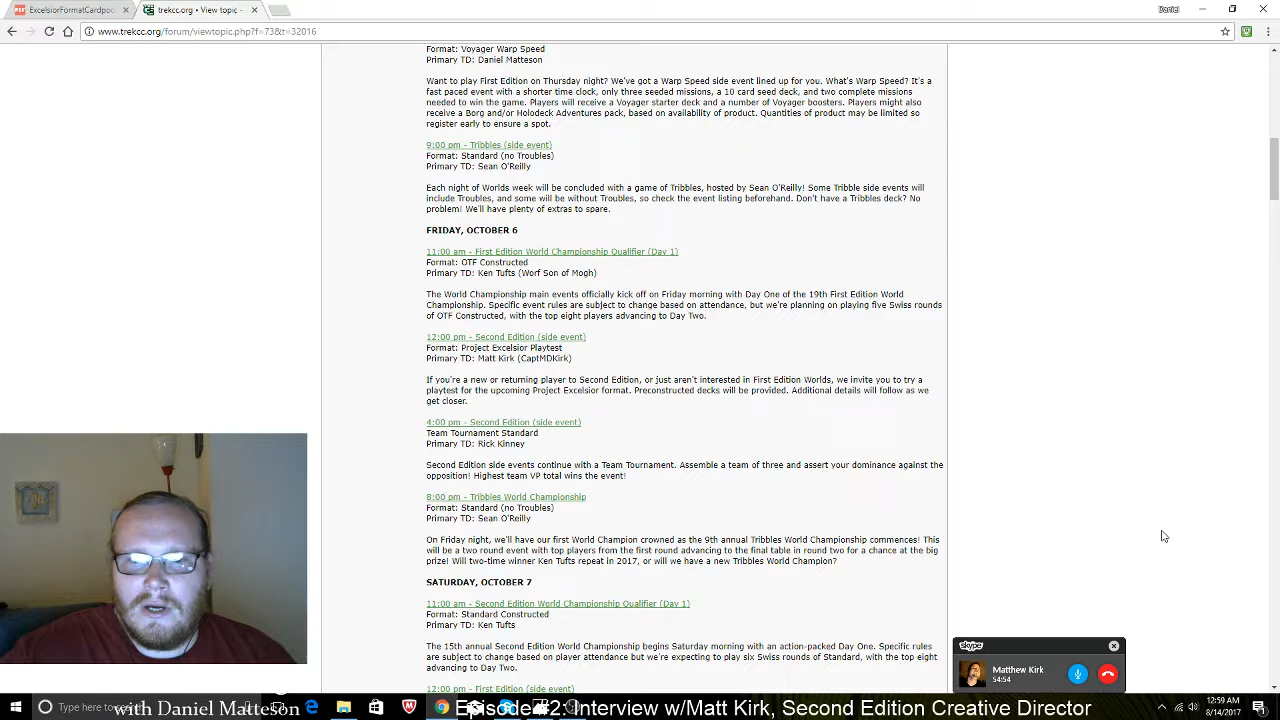 Daniel
ExcelsiorFormatCardpoo
trekcc.org • View topic -
www.trekcc.org/forum/viewtopic.php?f=73&t=32016
Format: Voyager Warp Speed
Primary TD: Daniel Matteson
Want to play First Edition on Thursday night? We've got a Warp Speed side event lined up for you. What's Warp Speed? It's a
fast paced event with a shorter time clock, only three seeded missions, a 10 card seed deck, and two complete missions
needed to win the game. Players will receive a Voyager starter deck and a number of Voyager boosters. Players might also
receive a Borg and/or Holodeck Adventures pack, based on availability of product. Quantities of product may be limited so
register early to ensure a spot.
9:00 pm - Tribbles (side event)
Format: Standard (no Troubles)
Primary TD: Sean O'Reilly
Each night of Worlds week will be concluded with a game of Tribbles, hosted by Sean O'Reilly! Some Tribble side events will
include Troubles, and some will be without Troubles, so check the event listing beforehand. Don't have a Tribbles deck? No
problem! We'll have plenty of extras to spare.
FRIDAY, OCTOBER 6
11:00 am - First Edition World Championship Qualifier (Day 1)
Format: OTF Constructed
Primary TD: Ken Tufts (Worf Son of Mogh)
The World Championship main events officially kick off on Friday morning with Day One of the 19th First Edition World
Championship. Specific event rules are subject to change based on attendance, but we're planning on playing five Swiss rounds
of OTF Constructed, with the top eight players advancing to Day Two.
12:00 pm - Second Edition (side event)
Format: Project Excelsior Playtest
Primary TD: Matt Kirk (CaptMDKirk)
If you're a new or returning player to Second Edition, or just aren't interested in First Edition Worlds, we invite you to try a
playtest for the upcoming Project Excelsior format. Preconstructed decks will be provided. Additional details will follow as we
get closer.
4:00 pm - Second Edition (side event)
Team Tournament Standard
Primary TD: Rick Kinney
Second Edition side events continue with a Team Tournament. Assemble a team of three and assert your dominance against the
opposition! Highest team VP total wins the event!
8:00 pm - Tribbles World Championship
Format: Standard (no Troubles)
Primary TD: Sean O'Reilly
On Friday night, we'll have our first World Champion crowned as the 9th annual Tribbles World Championship commences! This
will be a two round event with top players from the first round advancing to the final table in round two for a chance at the big
prize! Will two-time winner Ken Tufts repeat in 2017, or will we have a new Tribbles World Champion?
SATURDAY, OCTOBER 7
11:00 am - Second Edition World Championship Qualifier (Day 1)
Format: Standard Constructed
Primary TD: Ken Tufts
The 15th annual Second Edition World Championship begins Saturday morning with an action-packed Day One. Specific rules
are subject to change based on player attendance but we're expecting to play six Swiss rounds of Standard, with the top eight
advancing to Day Two.
12:00 pm - First Edition (side event)
skype
Matthew Kirk
54:54
Type here to
with Daniel Matteson
Episode 2: Interview w/Matt Kirk, Second Edition Creative Director
12:59 AM
8/14/2017